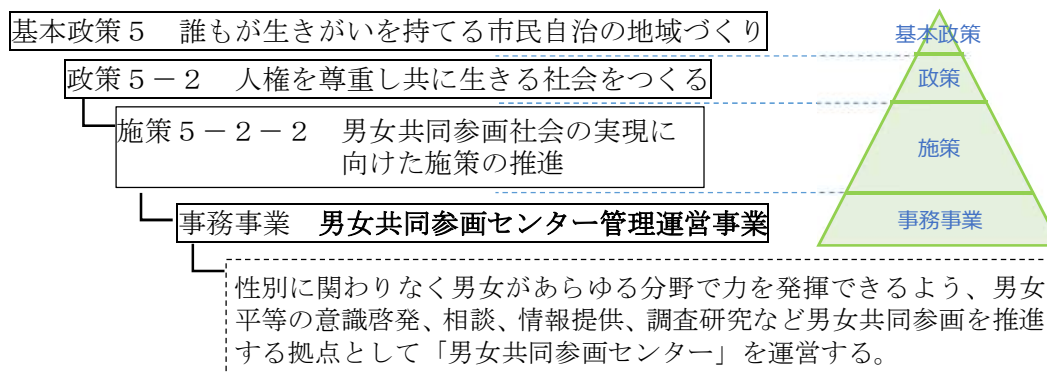 基本政策５　誰もが生きがいを持てる市民自治の地域づくり
政策５－２　人権を尊重し共に生きる社会をつくる
施策５－２－２　男女共同参画社会の実現に
向けた施策の推進
事務事業　男女共同参画センター管理運営事業
性別に関わりなく男女があらゆる分野で力を発揮できるよう、男女
平等の意識啓発、相談、情報提供、調査研究など男女共同参画を推進
する拠点として「男女共同参画センター」を運営する。
基本政策
政策
施策
事務事業